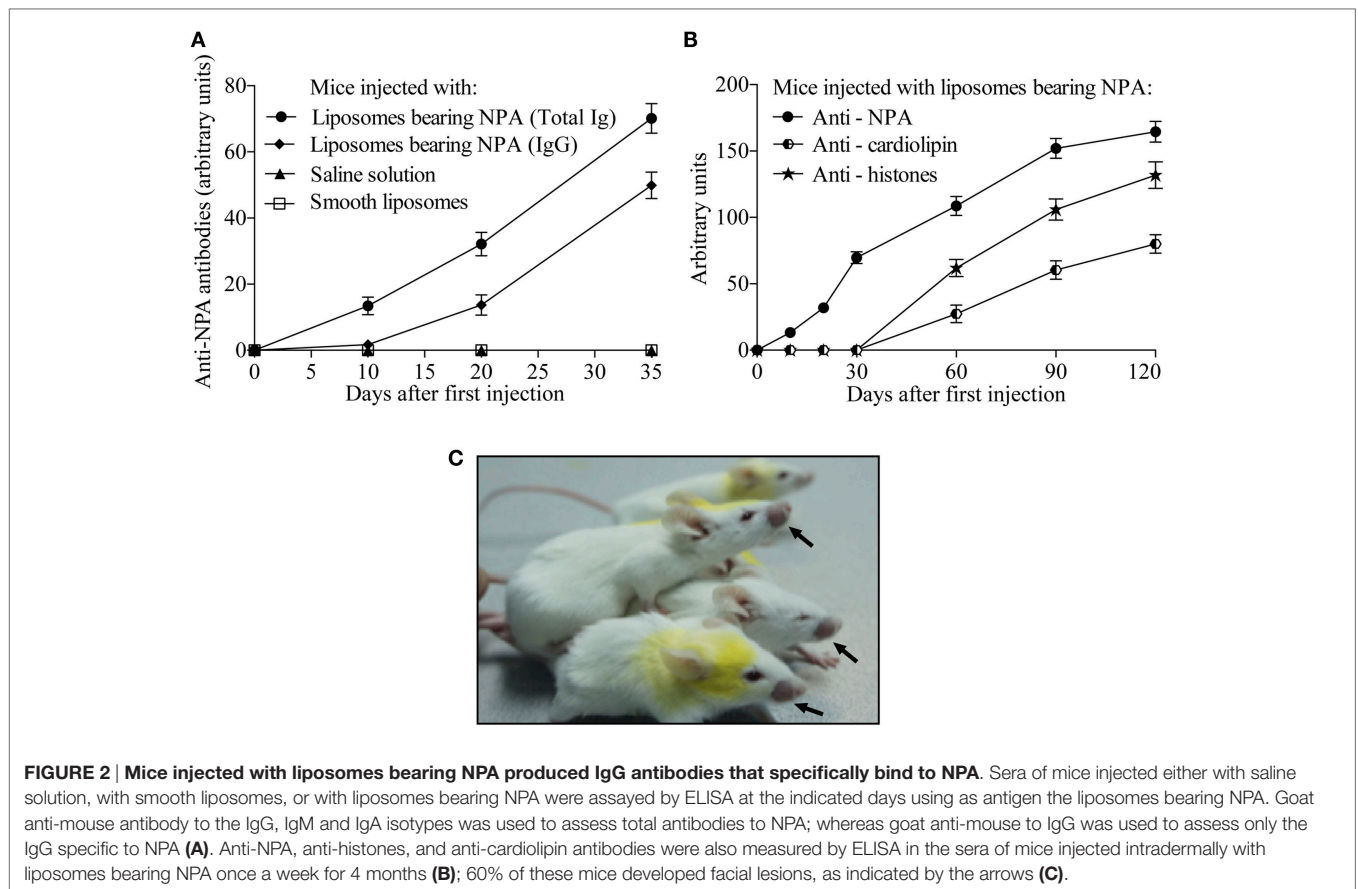 A
Anti-NPA antibodies (arbitrary units)
80
60
40
20
0
Mice injected with:
Liposomes bearing NPA (Total Ig)
Liposomes bearing NPA (IgG)
Saline solution
Smooth liposomes
0 5 10 15 20 25 30 35
Days after first injection
B
Arbitrary units
200
150
100
50
0
Mice injected with liposomes bearing NPA:
Anti - NPA
Anti - cardiolipin
Anti - histones
0 30 60 90 120
Days after first injection
C
FIGURE 2 | Mice injected with liposomes bearing NPA produced IgG antibodies that specifically bind to NPA. Sera of mice injected either with saline
solution, with smooth liposomes, or with liposomes bearing NPA were assayed by ELISA at the indicated days using as antigen the liposomes bearing NPA. Goat
anti-mouse antibody to the IgG, IgM and IgA isotypes was used to assess total antibodies to NPA; whereas goat anti-mouse to IgG was used to assess only the
IgG specific to NPA (A). Anti-NPA, anti-histones, and anti-cardiolipin antibodies were also measured by ELISA in the sera of mice injected intradermally with
liposomes bearing NPA once a week for 4 months (B); 60% of these mice developed facial lesions, as indicated by the arrows (C).